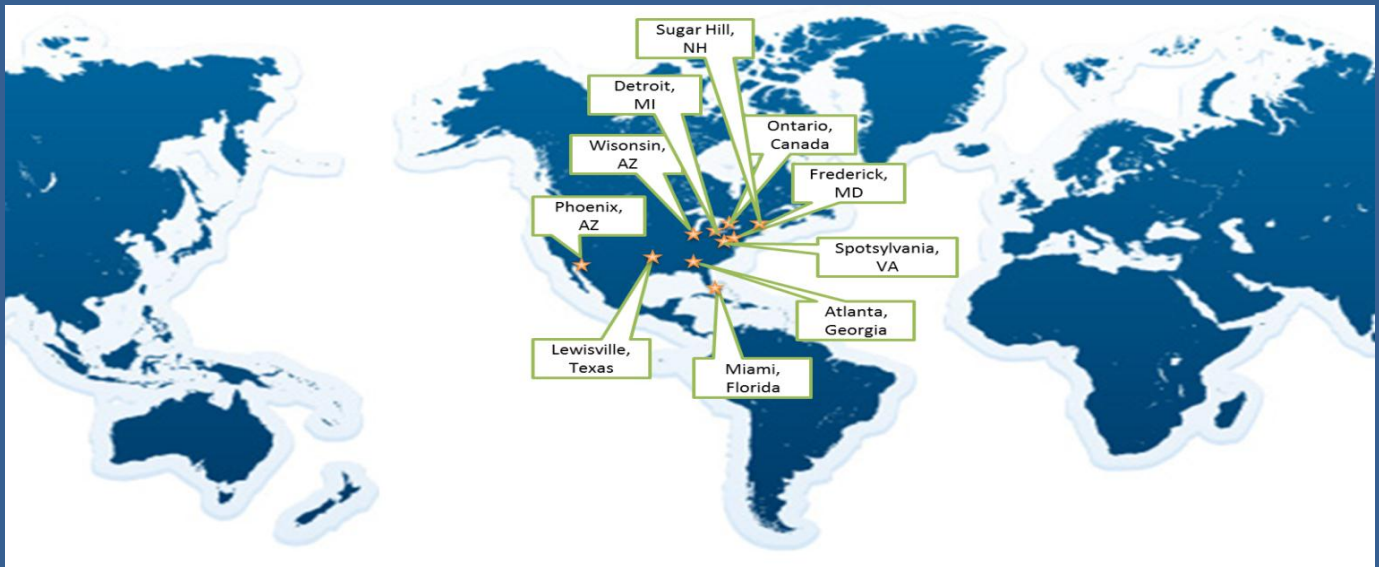 Sugar Hill,
NH
Detroit,
MI
Ontario,
Canada
Wisonsin,
AZ
Frederick,
MD
Phoenix,
AZ
Spotsylvania,
VA
Atlanta,
Georgia
Lewisville,
Texas
Miami,
Florida